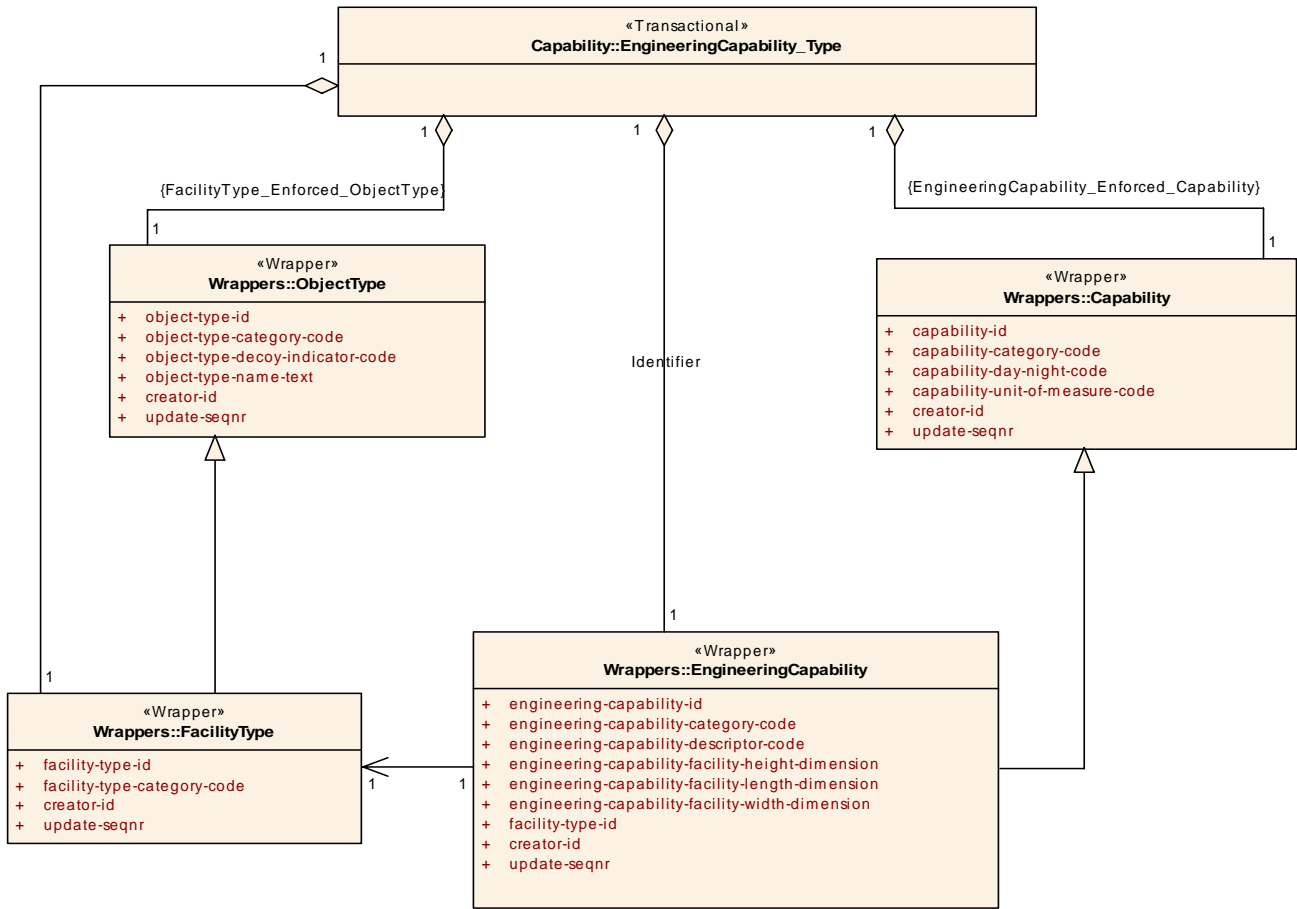 «Transactional»
Capability::EngineeringCapability_Type
1
1
1
1
{FacilityType_Enforced_ObjectType}
{EngineeringCapability_Enforced_Capability}
1
1
«Wrapper»
Wrappers::ObjectType
+ object-type-id
+ object-type-category-code
+ object-type-decoy-indicator-code
+ object-type-name-text
+ creator-id
+ update-seqnr
«Wrapper»
Wrappers::Capability
+ capability-id
+ capability-category-code
+ capability-day-night-code
+ capability-unit-of-measure-code
+ creator-id
+ update-seqnr
Identifier
1
1
«Wrapper»
Wrappers::EngineeringCapability
+ engineering-capability-id
+ engineering-capability-category-code
+ engineering-capability-descriptor-code
+ engineering-capability-facility-height-dimension
+ engineering-capability-facility-length-dimension
+ engineering-capability-facility-width-dimension
+ facility-type-id
+ creator-id
+ update-seqnr
«Wrapper»
Wrappers::FacilityType
+ facility-type-id
+ facility-type-category-code
+ creator-id
+ update-seqnr
1
1